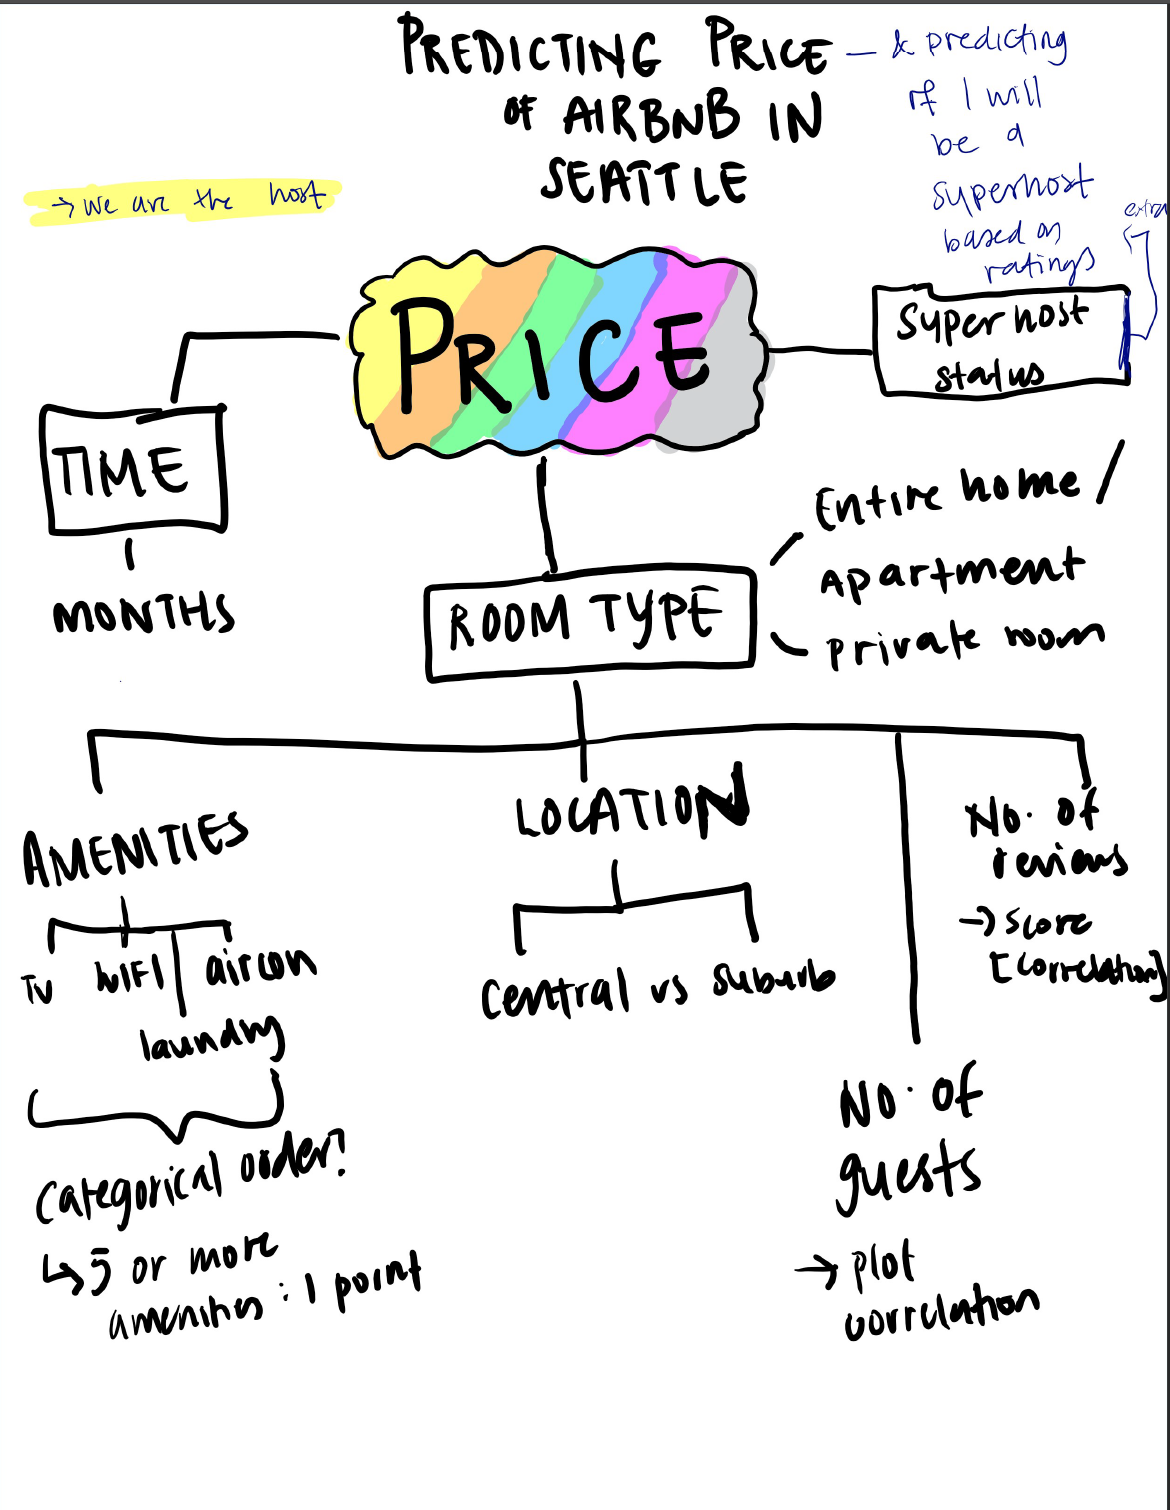 PREDICTING PRICE
OF AIRBNB IN
SEATTLE
— & predicting
if I will
be a
superhost
based on
ratings
extra
→ we are the host
PRICE
Superhost
status
TIME
MONTHS
ROOM TYPE
Entire home /
Apartment
private room
AMENITIES
TV
WIFI
aircon
laundry
categorical order?
↳ 5 or more
amenities : 1 point
LOCATION
Central vs suburb
No. of
reviews
→ score
[correlation]
No. of
guests
→ plot
correlation